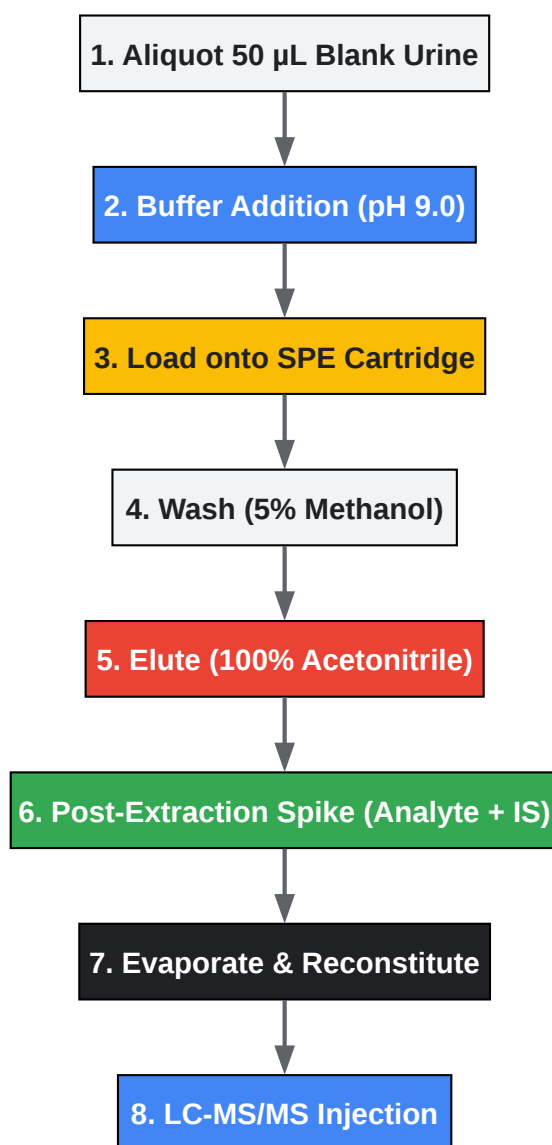 1. Aliquot 50 µL Blank Urine
2. Buffer Addition (pH 9.0)
3. Load onto SPE Cartridge
4. Wash (5% Methanol)
5. Elute (100% Acetonitrile)
6. Post-Extraction Spike (Analyte + IS)
7. Evaporate & Reconstitute
8. LC-MS/MS Injection